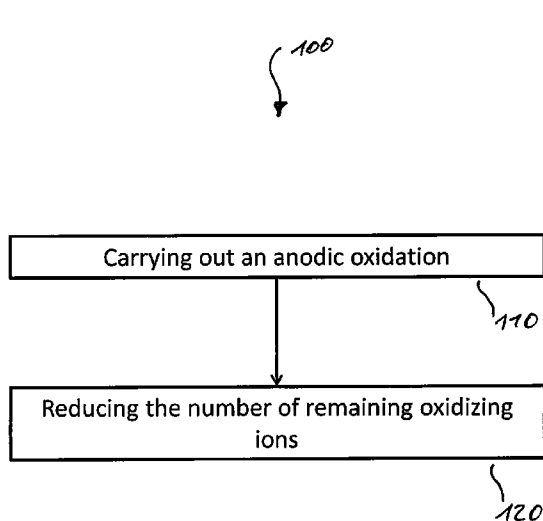 100
Carrying out an anodic oxidation
110
Reducing the number of remaining oxidizing
ions
120